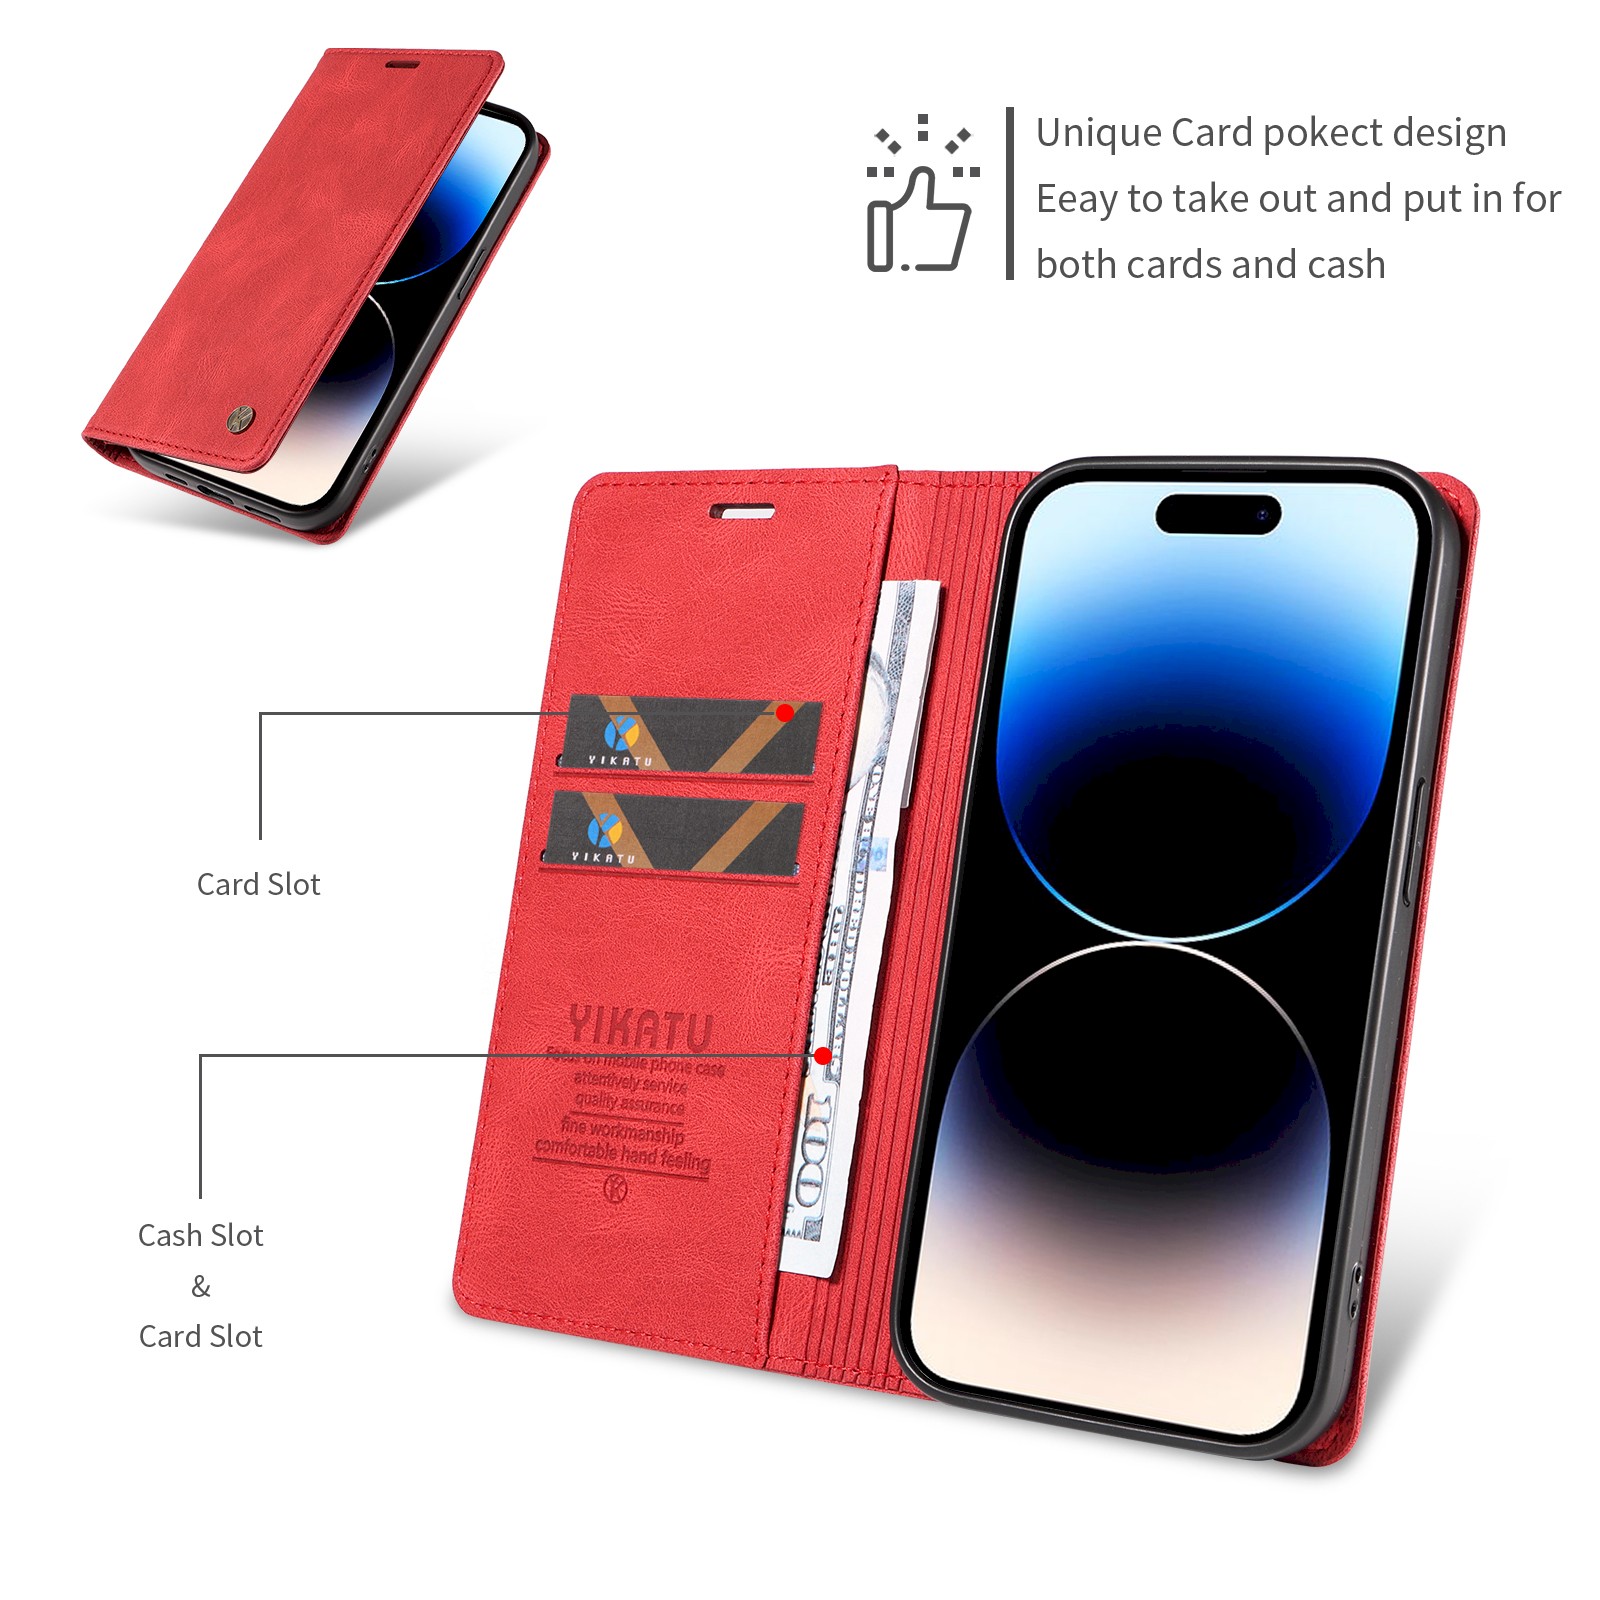 Unique Card pokect design
Eeay to take out and put in for
both cards and cash
YIKATU
Card Slot
YIKATU
YIKATU
Focus on mobile phone case
attentively service
quality assurance
fine workmanship
comfortable hand feeling
100
Cash Slot
&
Card Slot